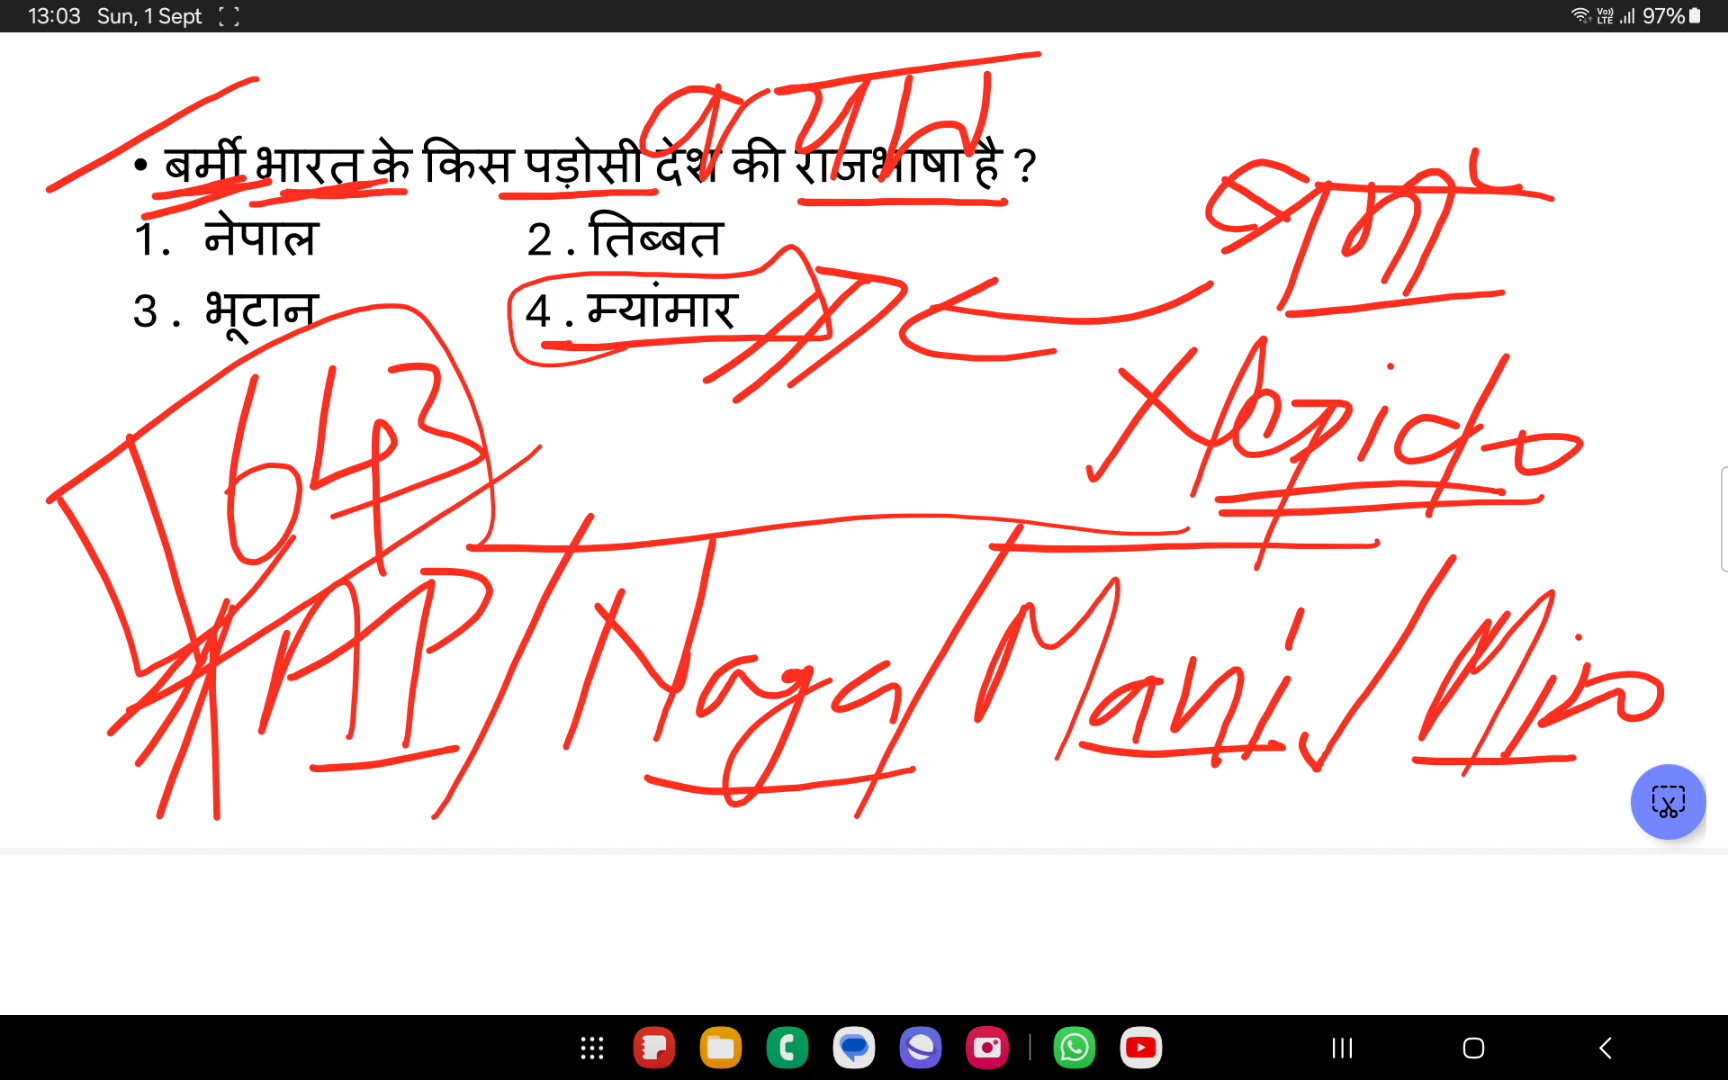 13:03 Sun, 1 Sept 97%
• बर्मी भारत के किस पड़ोसी देश की राजभाषा है ?
1. नेपाल 2 . तिब्बत
3 . भूटान 4 . म्यांमार
बर्मा
1643
AP / Naga / Mani / Mizo